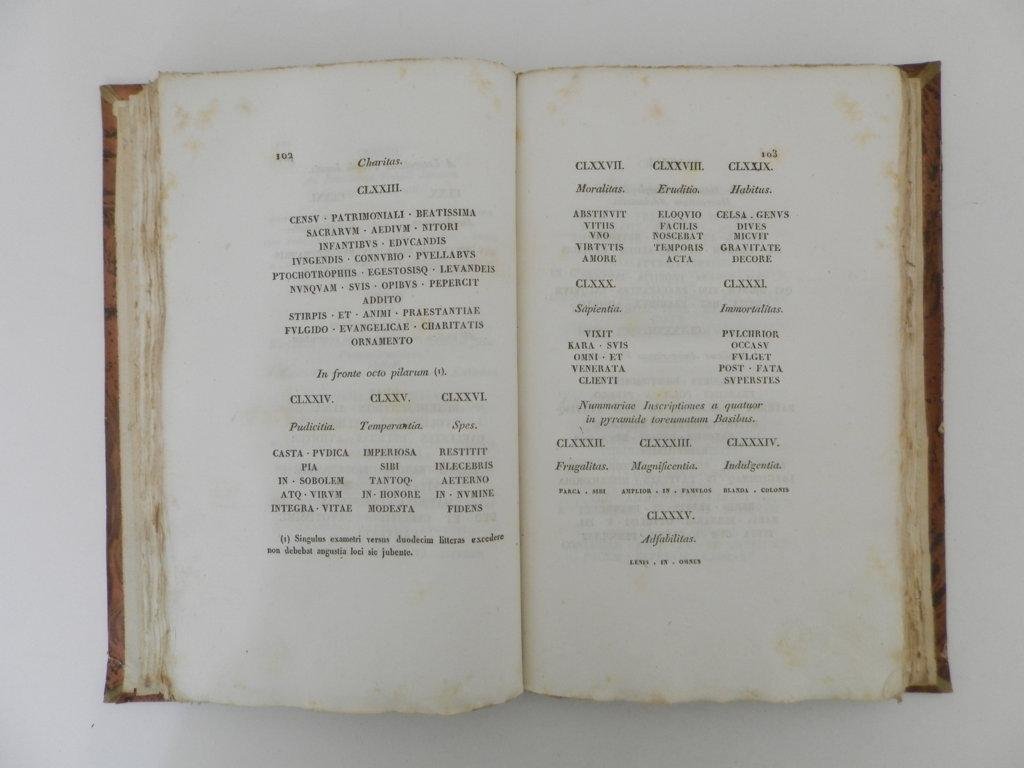 102
Charitas.
CLXXIII.
CENSV · PATRIMONIALI · BEATISSIMA
SACRARVM · AEDIVM · NITORI
INFANTIBVS · EDVCANDIS
IVNGENDIS · CONNVBIO · PVELLABVS
PTOCHOTROPHIIS · EGESTOSISQ · LEVANDEIS
NVNQVAM · SVIS · OPIBVS · PEPERCIT
ADDITO
STIRPIS · ET · ANIMI · PRAESTANTIAE
FVLGIDO · EVANGELICAE · CHARITATIS
ORNAMENTO
In fronte octo pilarum (1).
CLXXIV.
Pudicitia.
CASTA · PVDICA
PIA
IN · SOBOLEM
ATQ · VIRVM
INTEGRA · VITAE
CLXXV.
Temperantia.
IMPERIOSA
SIBI
TANTOQ·
IN · HONORE
MODESTA
CLXXVI.
Spes.
RESTITIT
INLECEBRIS
AETERNO
IN · NVMINE
FIDENS
(1) Singulus exametri versus duodecim litteras excedere
non debebat angustia loci sic jubente.
103
CLXXVII.
Moralitas.
ABSTINVIT
VITIIS
VNO
VIRTVTIS
AMORE
CLXXVIII.
Eruditio.
ELOQVIO
FACILIS
NOSCEBAT
TEMPORIS
ACTA
CLXXIX.
Habitus.
CELSA . GENVS
DIVES
MICVIT
GRAVITATE
DECORE
CLXXX.
Sapientia.
VIXIT
KARA · SVIS
OMNI · ET
VENERATA
CLIENTI
CLXXXI.
Immortalitas.
PVLCHRIOR
OCCASV
FVLGET
POST · FATA
SVPERSTES
Nummariae Inscriptiones a quatuor
in pyramide toreumatum Basibus.
CLXXXII.
Frugalitas.
PARCA . SIBI
CLXXXIII.
Magnificentia.
AMPLIOR . IN . FAMVLOS
CLXXXIV.
Indulgentia.
BLANDA . COLONIS
CLXXXV.
Adfabilitas.
LENIS . IN . OMNES